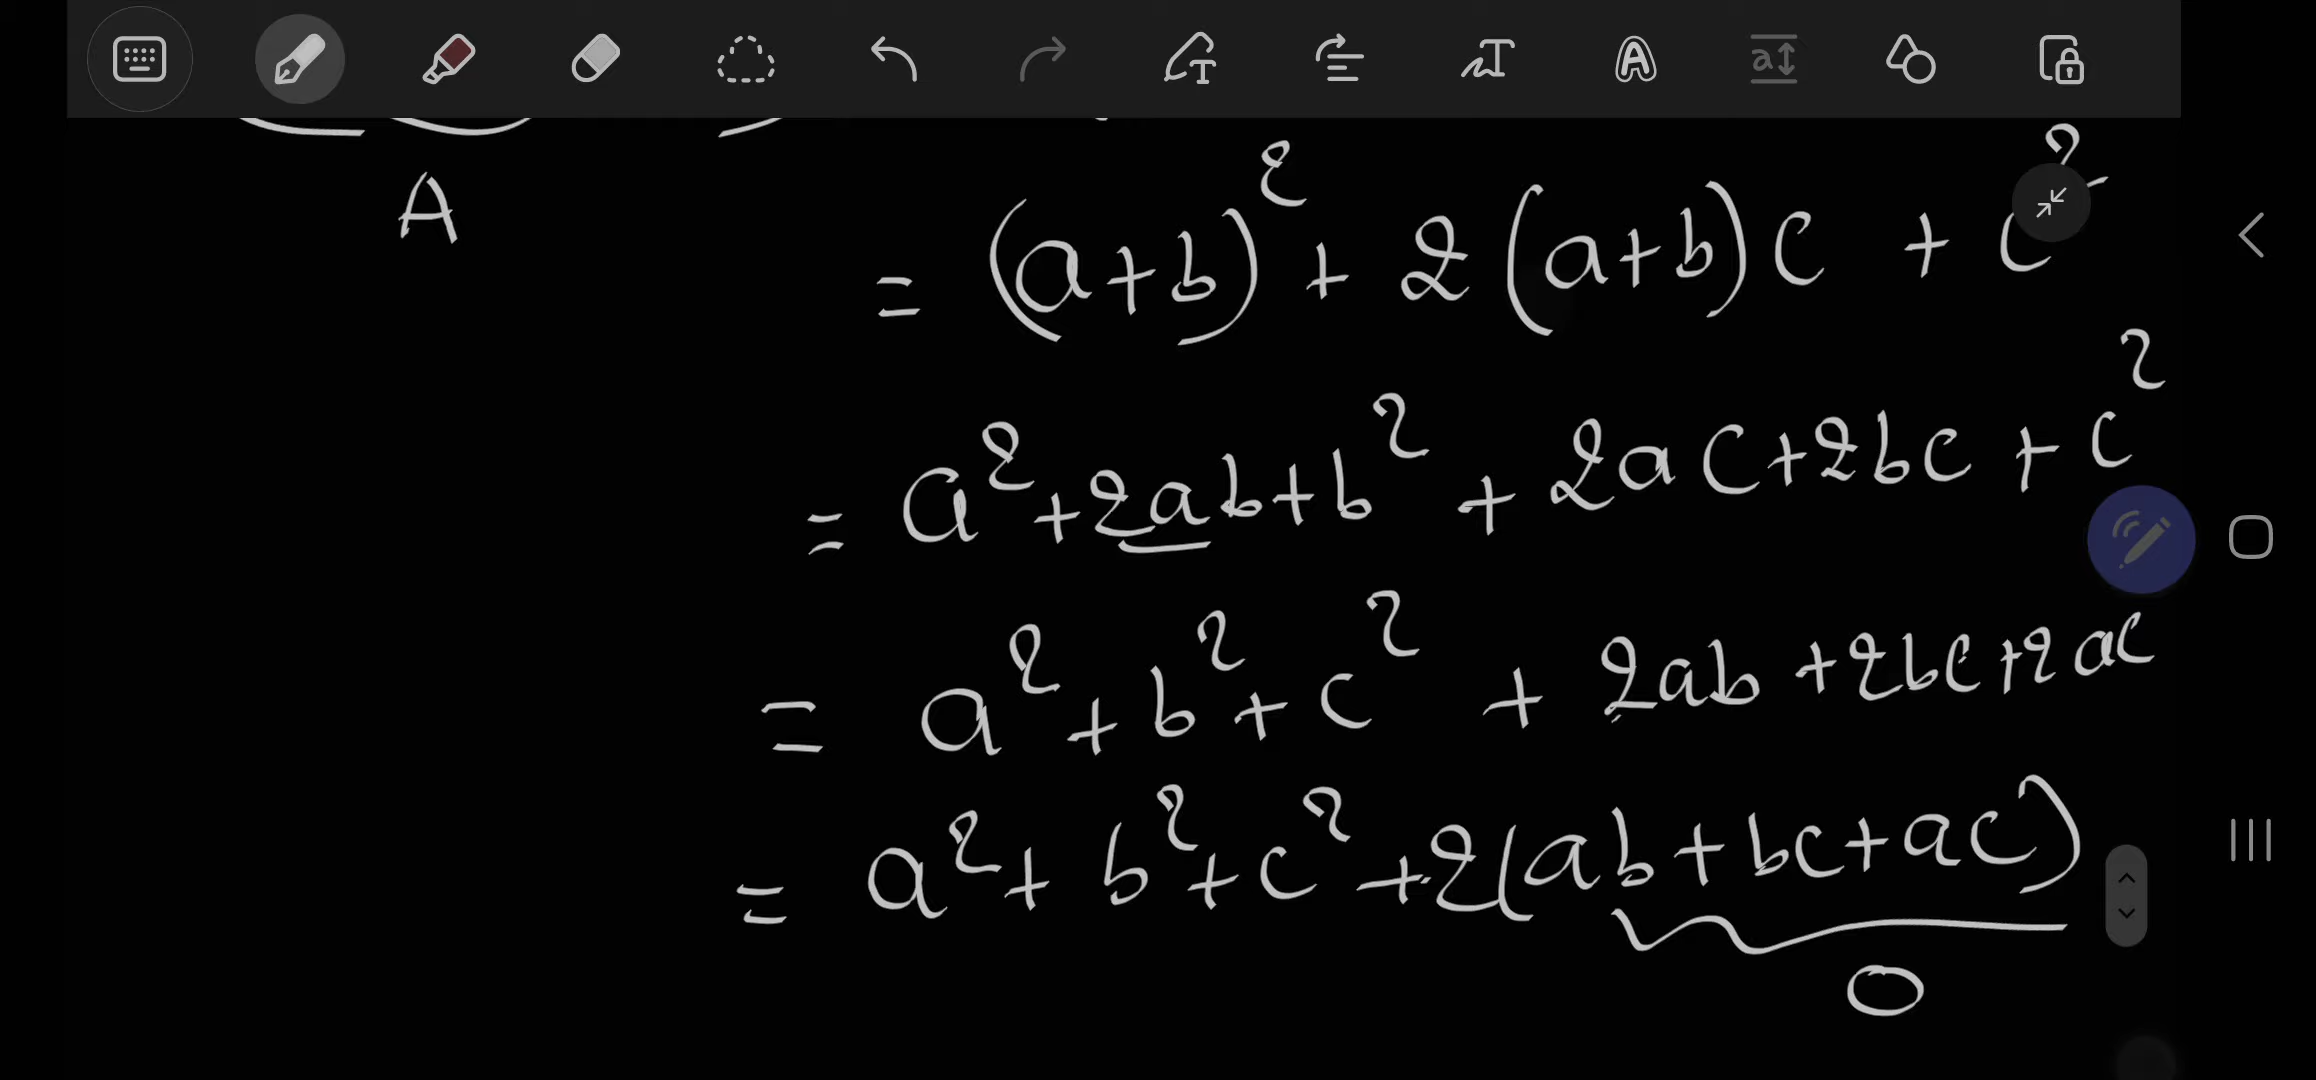 A
= (a+b)² + 2(a+b)c + c²
= a²+2ab+b² + 2ac+2bc + c²
= a²+b²+c² + 2ab+2bc+2ac
= a²+b²+c²+2(ab+bc+ac)
0